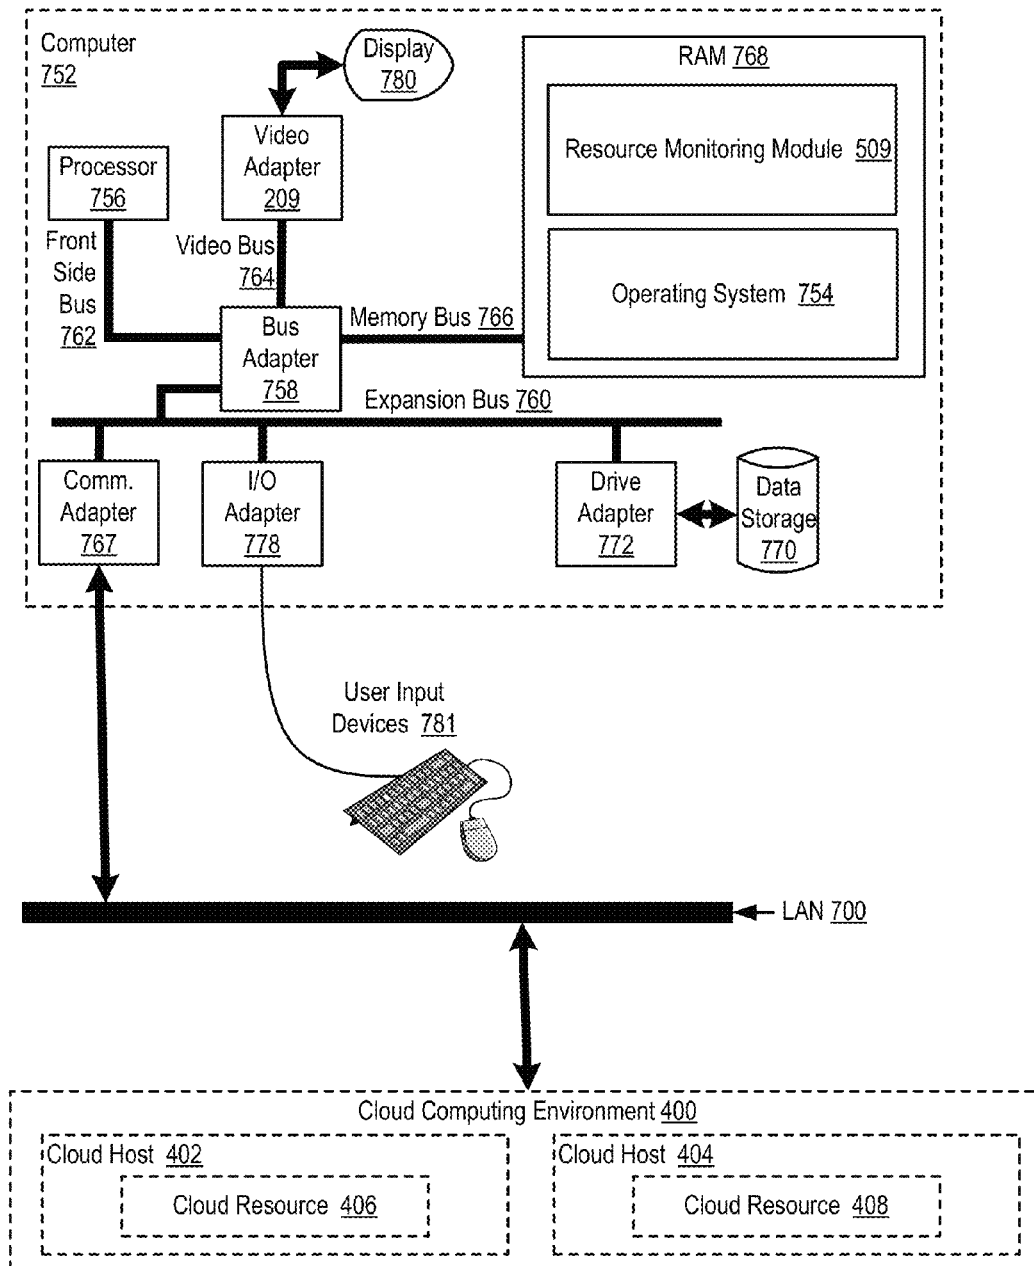 Computer
752
Display
780
RAM 768
Resource Monitoring Module 509
Operating System 754
Video
Adapter
209
Processor
756
Front
Side
Bus
762
Video Bus
764
Memory Bus 766
Bus
Adapter
758
Expansion Bus 760
Comm.
Adapter
767
I/O
Adapter
778
Drive
Adapter
772
Data
Storage
770
User Input
Devices 781
LAN 700
Cloud Computing Environment 400
Cloud Host 402
Cloud Resource 406
Cloud Host 404
Cloud Resource 408